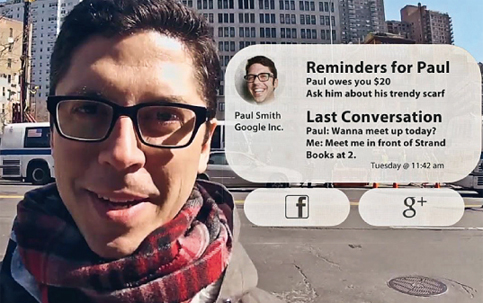 Reminders for Paul
Paul owes you $20
Ask him about his trendy scarf
Paul Smith
Google Inc.
Last Conversation
Paul: Wanna meet up today?
Me: Meet me in front of Strand
Books at 2.
Tuesday @ 11:42 am
f
g+